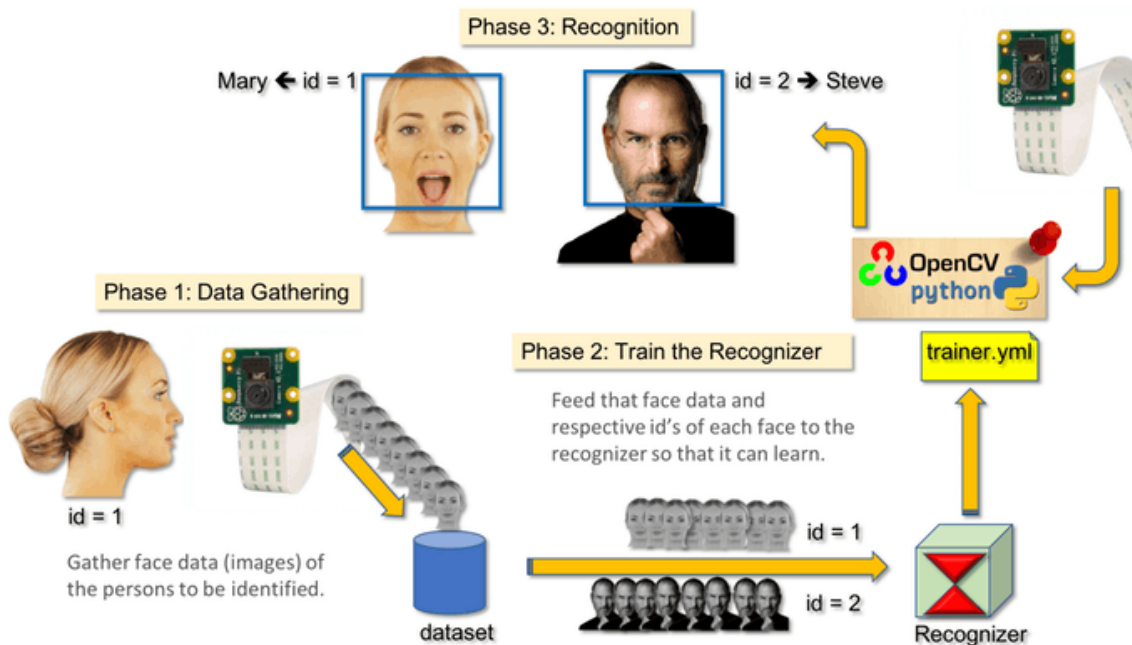 Phase 3: Recognition
Mary ← id = 1
id = 2 → Steve
OpenCV
python
Phase 1: Data Gathering
Phase 2: Train the Recognizer
trainer.yml
Feed that face data and
respective id's of each face to the
recognizer so that it can learn.
id = 1
Gather face data (images) of
the persons to be identified.
id = 1
id = 2
dataset
Recognizer